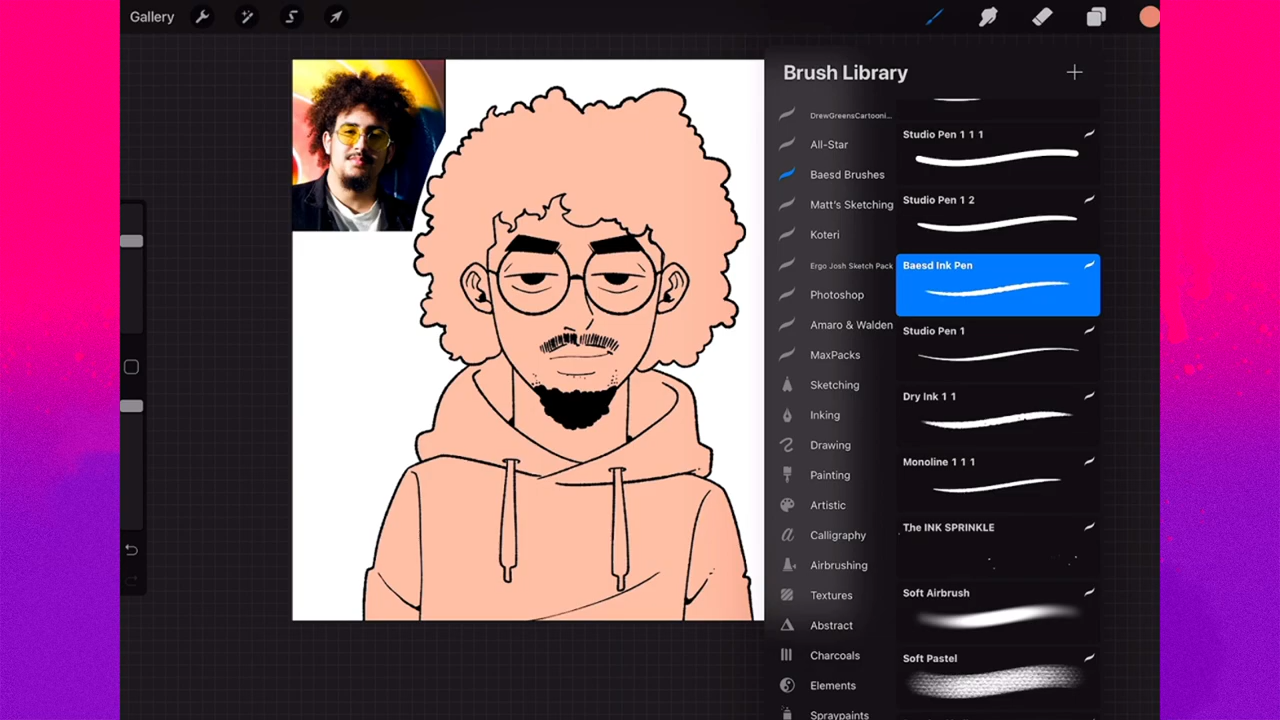 Gallery
Brush Library
DrewGreensCartooni...
All-Star
Baesd Brushes
Matt's Sketching
Koteri
Ergo Josh Sketch Pack
Photoshop
Amaro & Walden
MaxPacks
Sketching
Inking
Drawing
Painting
Artistic
Calligraphy
Airbrushing
Textures
Abstract
Charcoals
Elements
Spraypaints
Studio Pen 1 1 1
Studio Pen 1 2
Baesd Ink Pen
Studio Pen 1
Dry Ink 1 1
Monoline 1 1 1
The INK SPRINKLE
Soft Airbrush
Soft Pastel